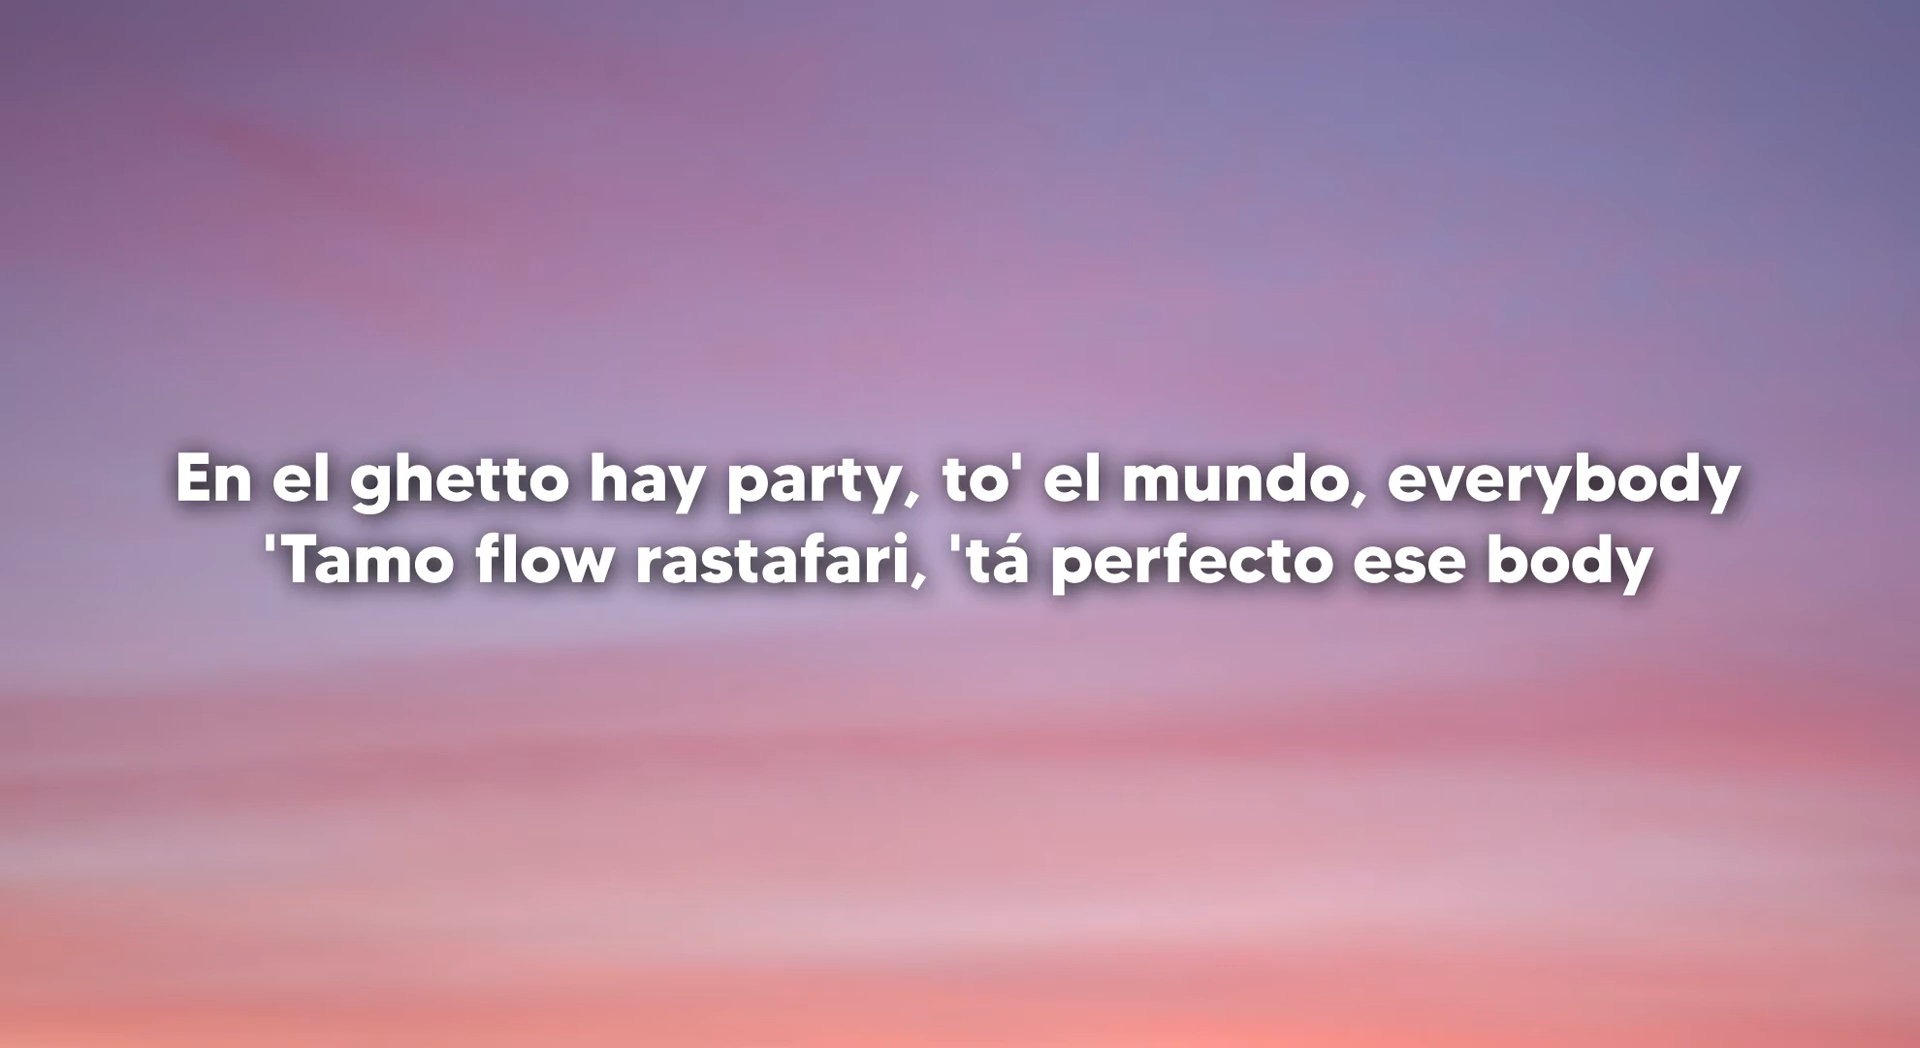 En el ghetto hay party, to' el mundo, everybody
'Tamo flow rastafari, 'tá perfecto ese body